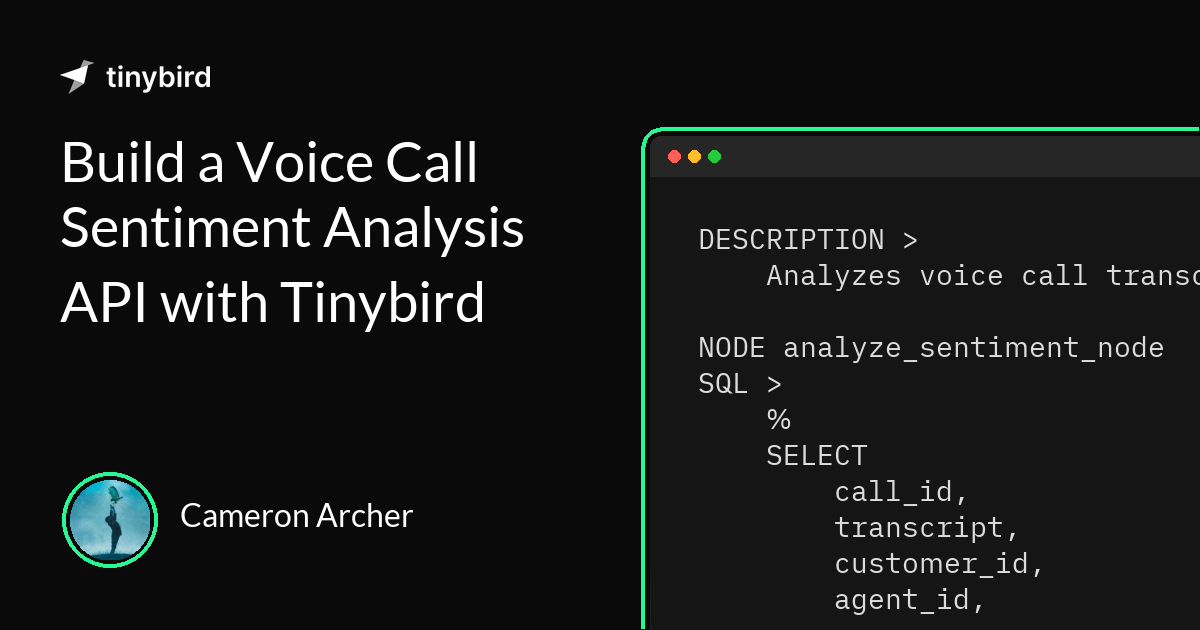 tinybird
Build a Voice Call
Sentiment Analysis
API with Tinybird
Cameron Archer
DESCRIPTION >
Analyzes voice call transc
NODE analyze_sentiment_node
SQL >
%
SELECT
call_id,
transcript,
customer_id,
agent_id,